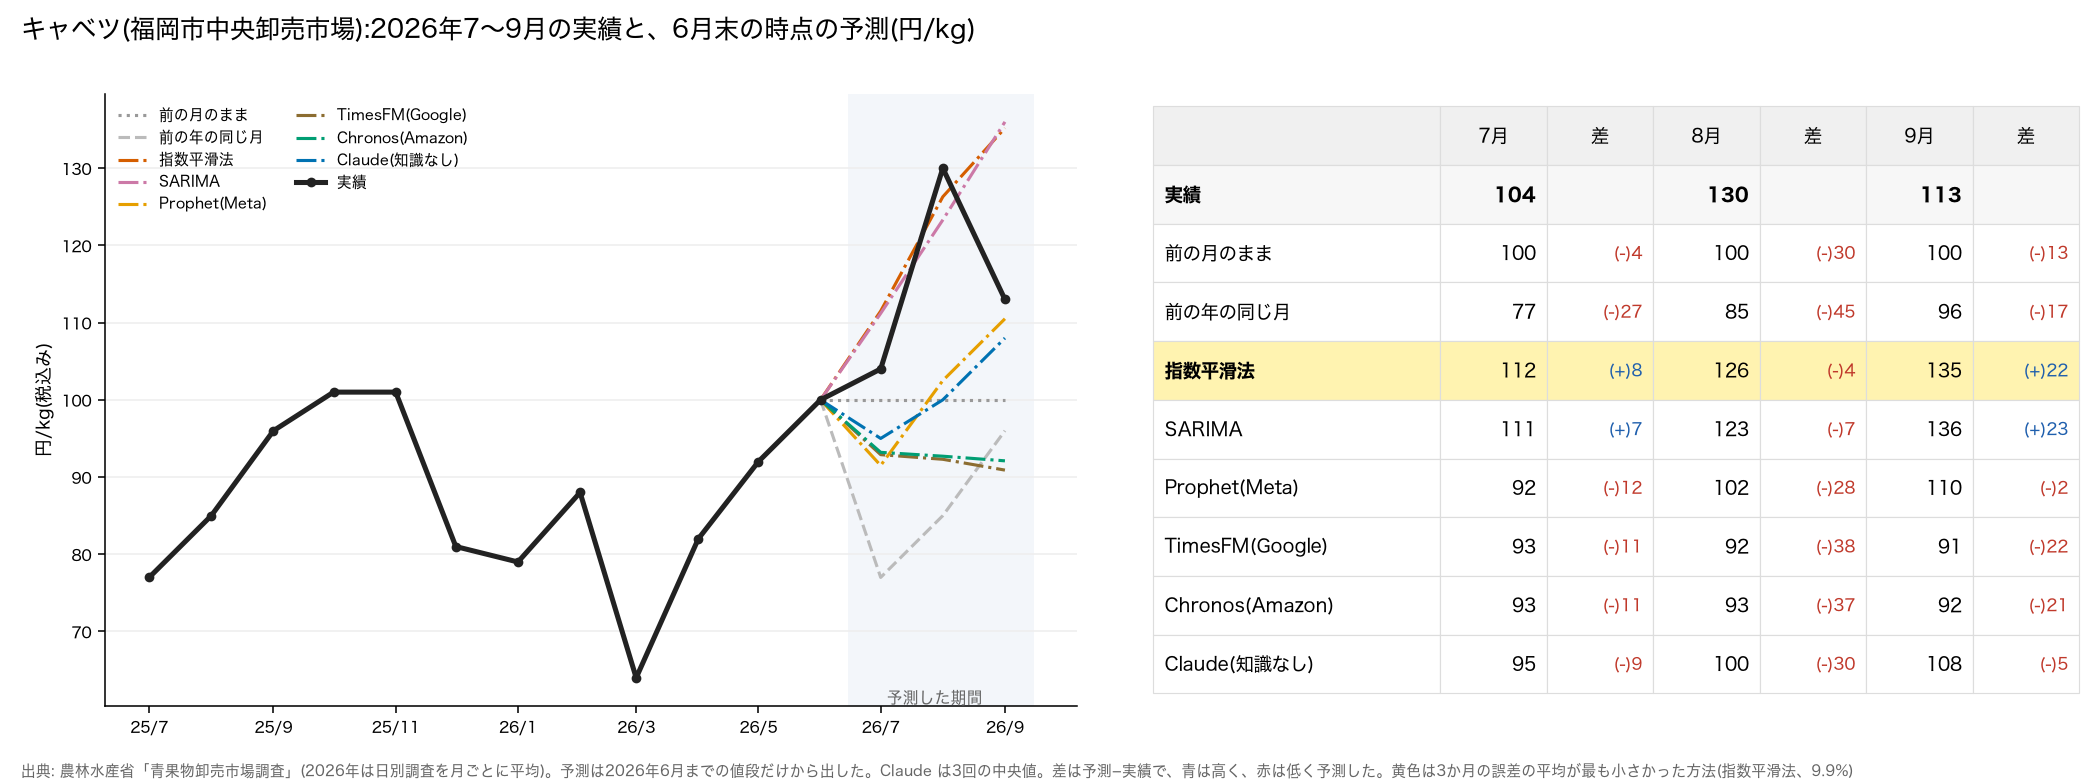 キャベツ(福岡市中央卸売市場):2026年7〜9月の実績と、6月末の時点の予測(円/kg)
前の月のまま
前の年の同じ月
指数平滑法
SARIMA
Prophet(Meta)
TimesFM(Google)
Chronos(Amazon)
Claude(知識なし)
実績
円/kg(税込み)
130
120
110
100
90
80
70
予測した期間
25/7 25/9 25/11 26/1 26/3 26/5 26/7 26/9
7月 差 8月 差 9月 差
実績 104 130 113
前の月のまま 100 (-)4 100 (-)30 100 (-)13
前の年の同じ月 77 (-)27 85 (-)45 96 (-)17
指数平滑法 112 (+)8 126 (-)4 135 (+)22
SARIMA 111 (+)7 123 (-)7 136 (+)23
Prophet(Meta) 92 (-)12 102 (-)28 110 (-)2
TimesFM(Google) 93 (-)11 92 (-)38 91 (-)22
Chronos(Amazon) 93 (-)11 93 (-)37 92 (-)21
Claude(知識なし) 95 (-)9 100 (-)30 108 (-)5
出典: 農林水産省「青果物卸売市場調査」(2026年は日別調査を月ごとに平均)。予測は2026年6月までの値段だけから出した。Claude は3回の中央値。差は予測−実績で、青は高く、赤は低く予測した。黄色は3か月の誤差の平均が最も小さかった方法(指数平滑法、9.9%)